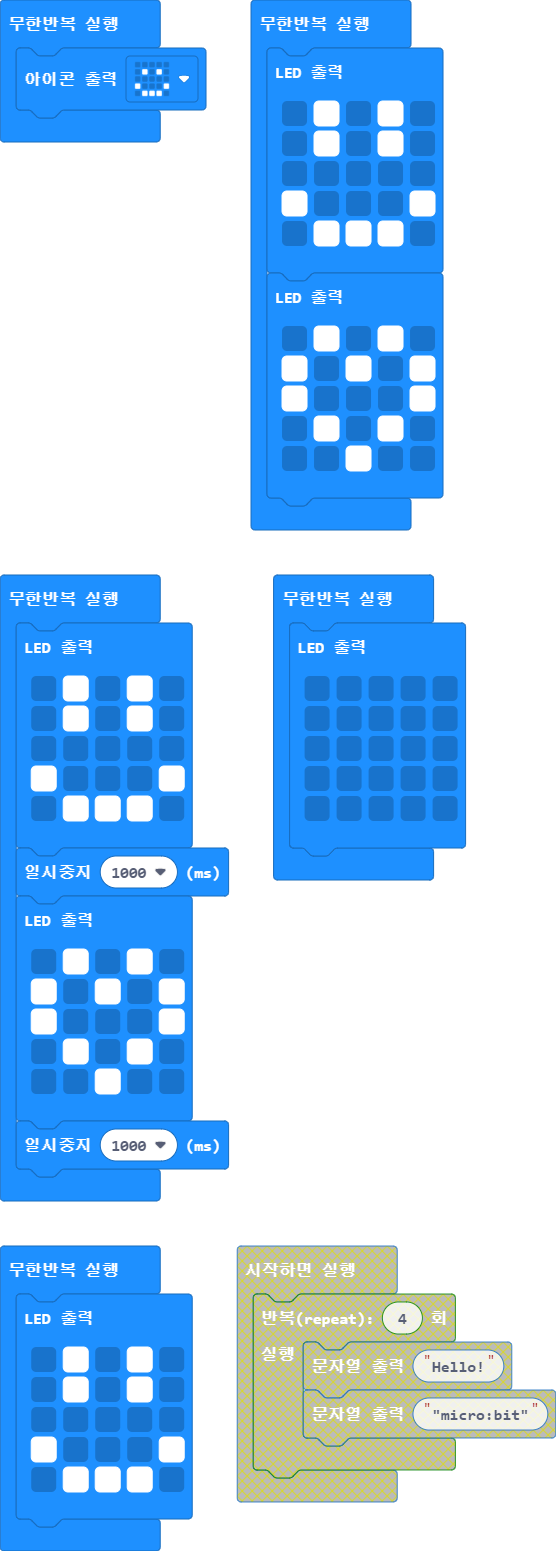 무한반복 실행
아이콘 출력
무한반복 실행
LED 출력
LED 출력
무한반복 실행
LED 출력
일시중지 1000 (ms)
LED 출력
일시중지 1000 (ms)
무한반복 실행
LED 출력
무한반복 실행
LED 출력
시작하면 실행
반복(repeat): 4 회
실행
문자열 출력 "Hello!"
문자열 출력 ""micro:bit""